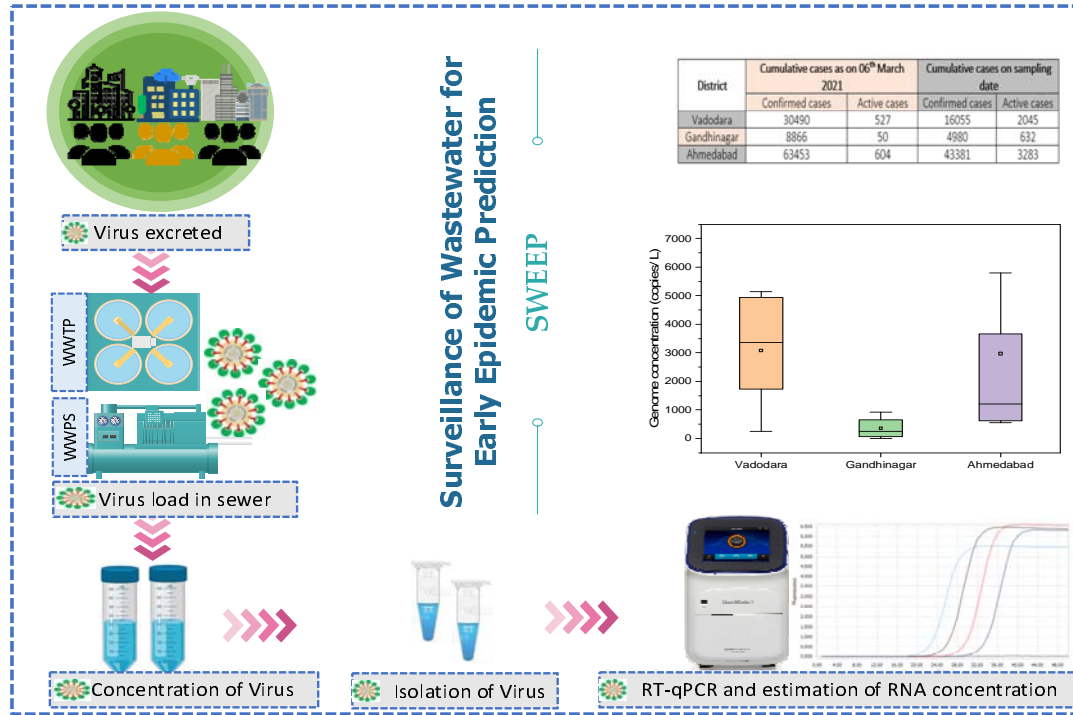 Virus excreted
WWTP
WWPS
Virus load in sewer
Concentration of Virus
Isolation of Virus
RT-qPCR and estimation of RNA concentration
Surveillance of Wastewater for
Early Epidemic Prediction
SWEEP
District Cumulative cases as on 06th March 2021 Cumulative cases on sampling date
Confirmed cases Active cases Confirmed cases Active cases
Vadodara 30490 527 16055 2045
Gandhinagar 8866 50 4980 632
Ahmedabad 63453 604 43381 3283
Genome concentration (copies/ L)
7000
6000
5000
4000
3000
2000
1000
0
Vadodara Gandhinagar Ahmedabad